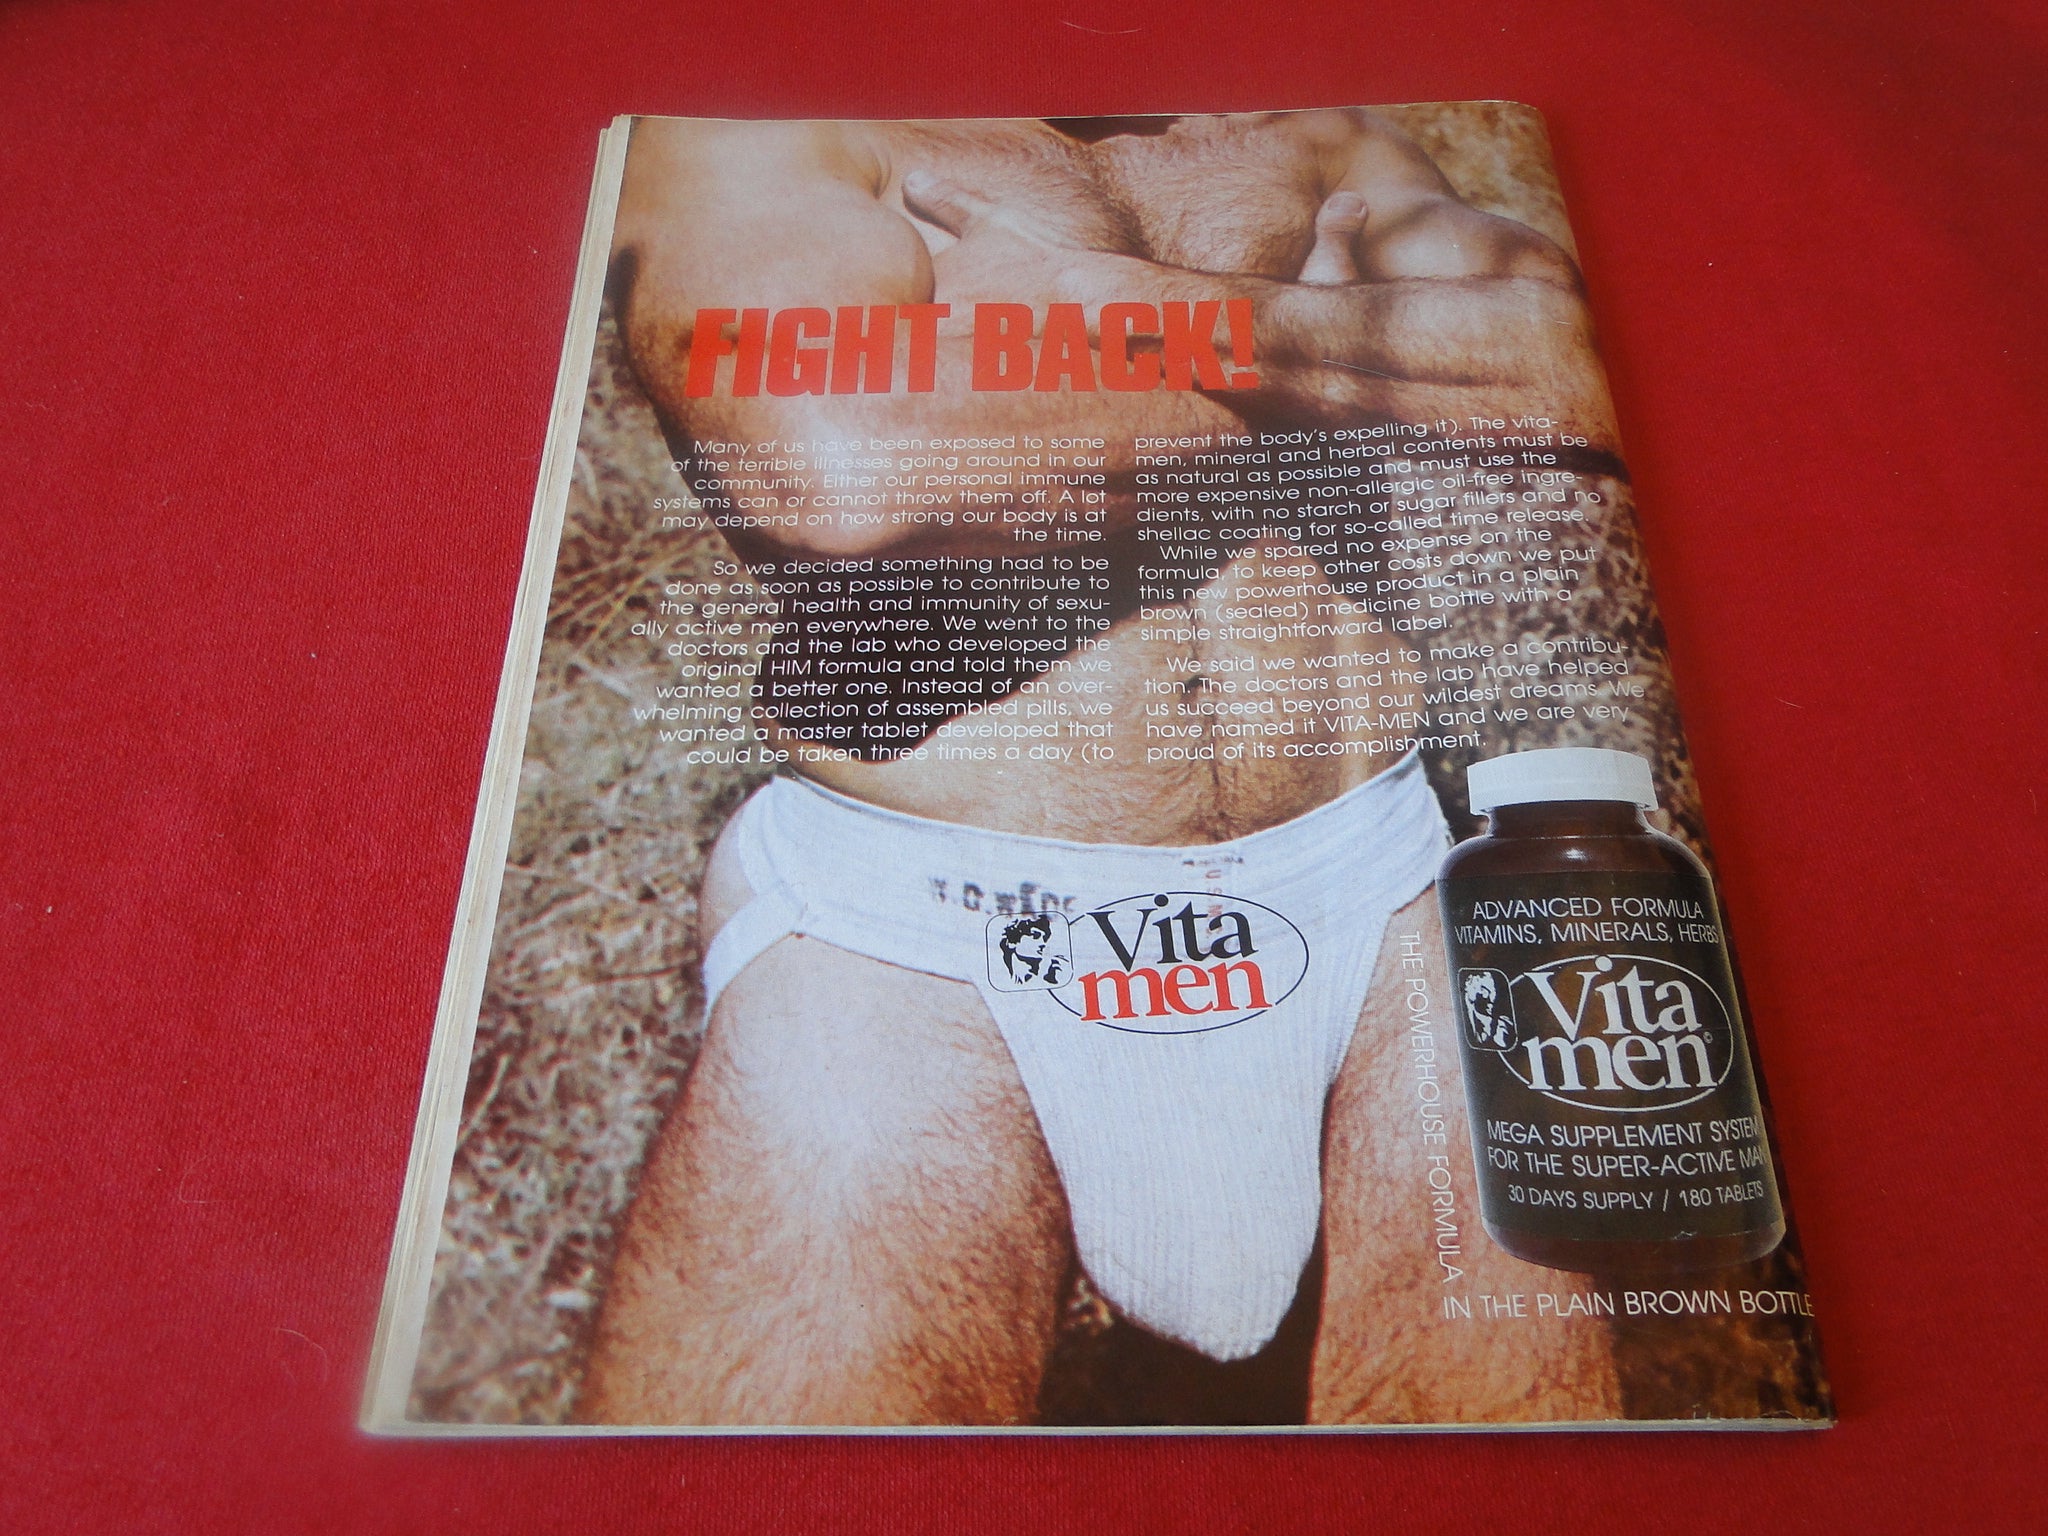 FIGHT BACK!
Many of us have been exposed to some
of the terrible illnesses going around in our
community. Either our personal immune
systems can or cannot throw them off. A lot
may depend on how strong our body is at
the time.
So we decided something had to be
done as soon as possible to contribute to
the general health and immunity of sexu-
ally active men everywhere. We went to the
doctors and the lab who developed the
original HIM formula and told them we
wanted a better one. Instead of an over-
whelming collection of assembled pills, we
wanted a master tablet developed that
could be taken three times a day (to
prevent the body's expelling it). The vita-
men, mineral and herbal contents must be
as natural as possible and must use the
more expensive non-allergic oil-free ingre-
dients, with no starch or sugar fillers and no
shellac coating for so-called time release.
While we spared no expense on the
formula, to keep other costs down we put
this new powerhouse product in a plain
brown (sealed) medicine bottle with a
simple straightforward label.
We said we wanted to make a contribu-
tion. The doctors and the lab have helped
us succeed beyond our wildest dreams. We
have named it VITA-MEN and we are very
proud of its accomplishment.
Vita
men
THE POWERHOUSE FORMULA
IN THE PLAIN BROWN BOTTLE
ADVANCED FORMULA
VITAMINS, MINERALS, HERBS
Vita
men©
MEGA SUPPLEMENT SYSTEM
FOR THE SUPER-ACTIVE MAN
30 DAYS SUPPLY / 180 TABLETS